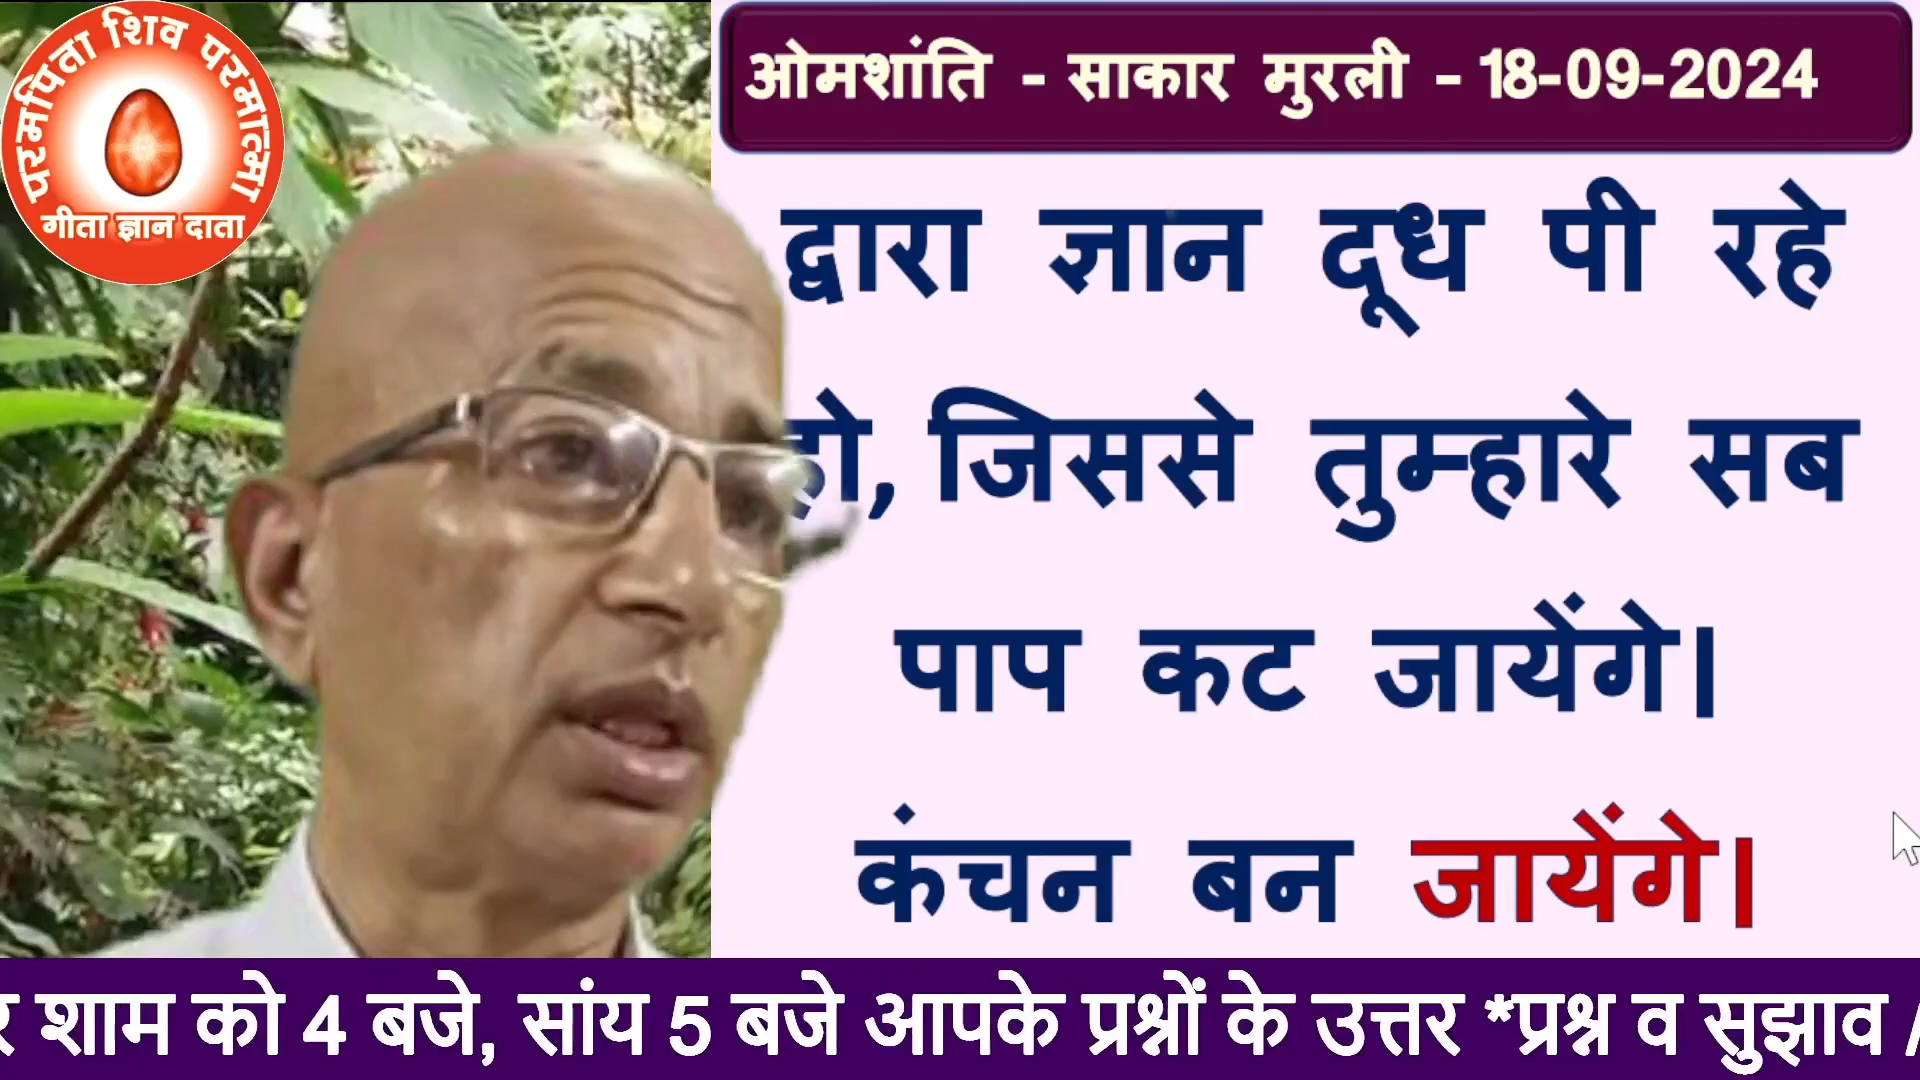 परमपिता शिव परमात्मा
गीता ज्ञान दाता
ओमशांति - साकार मुरली - 18-09-2024
द्वारा ज्ञान दूध पी रहे
हो, जिससे तुम्हारे सब
पाप कट जायेंगे।
कंचन बन जायेंगे।
शाम को 4 बजे, सांय 5 बजे आपके प्रश्नों के उत्तर *प्रश्न व सुझाव /